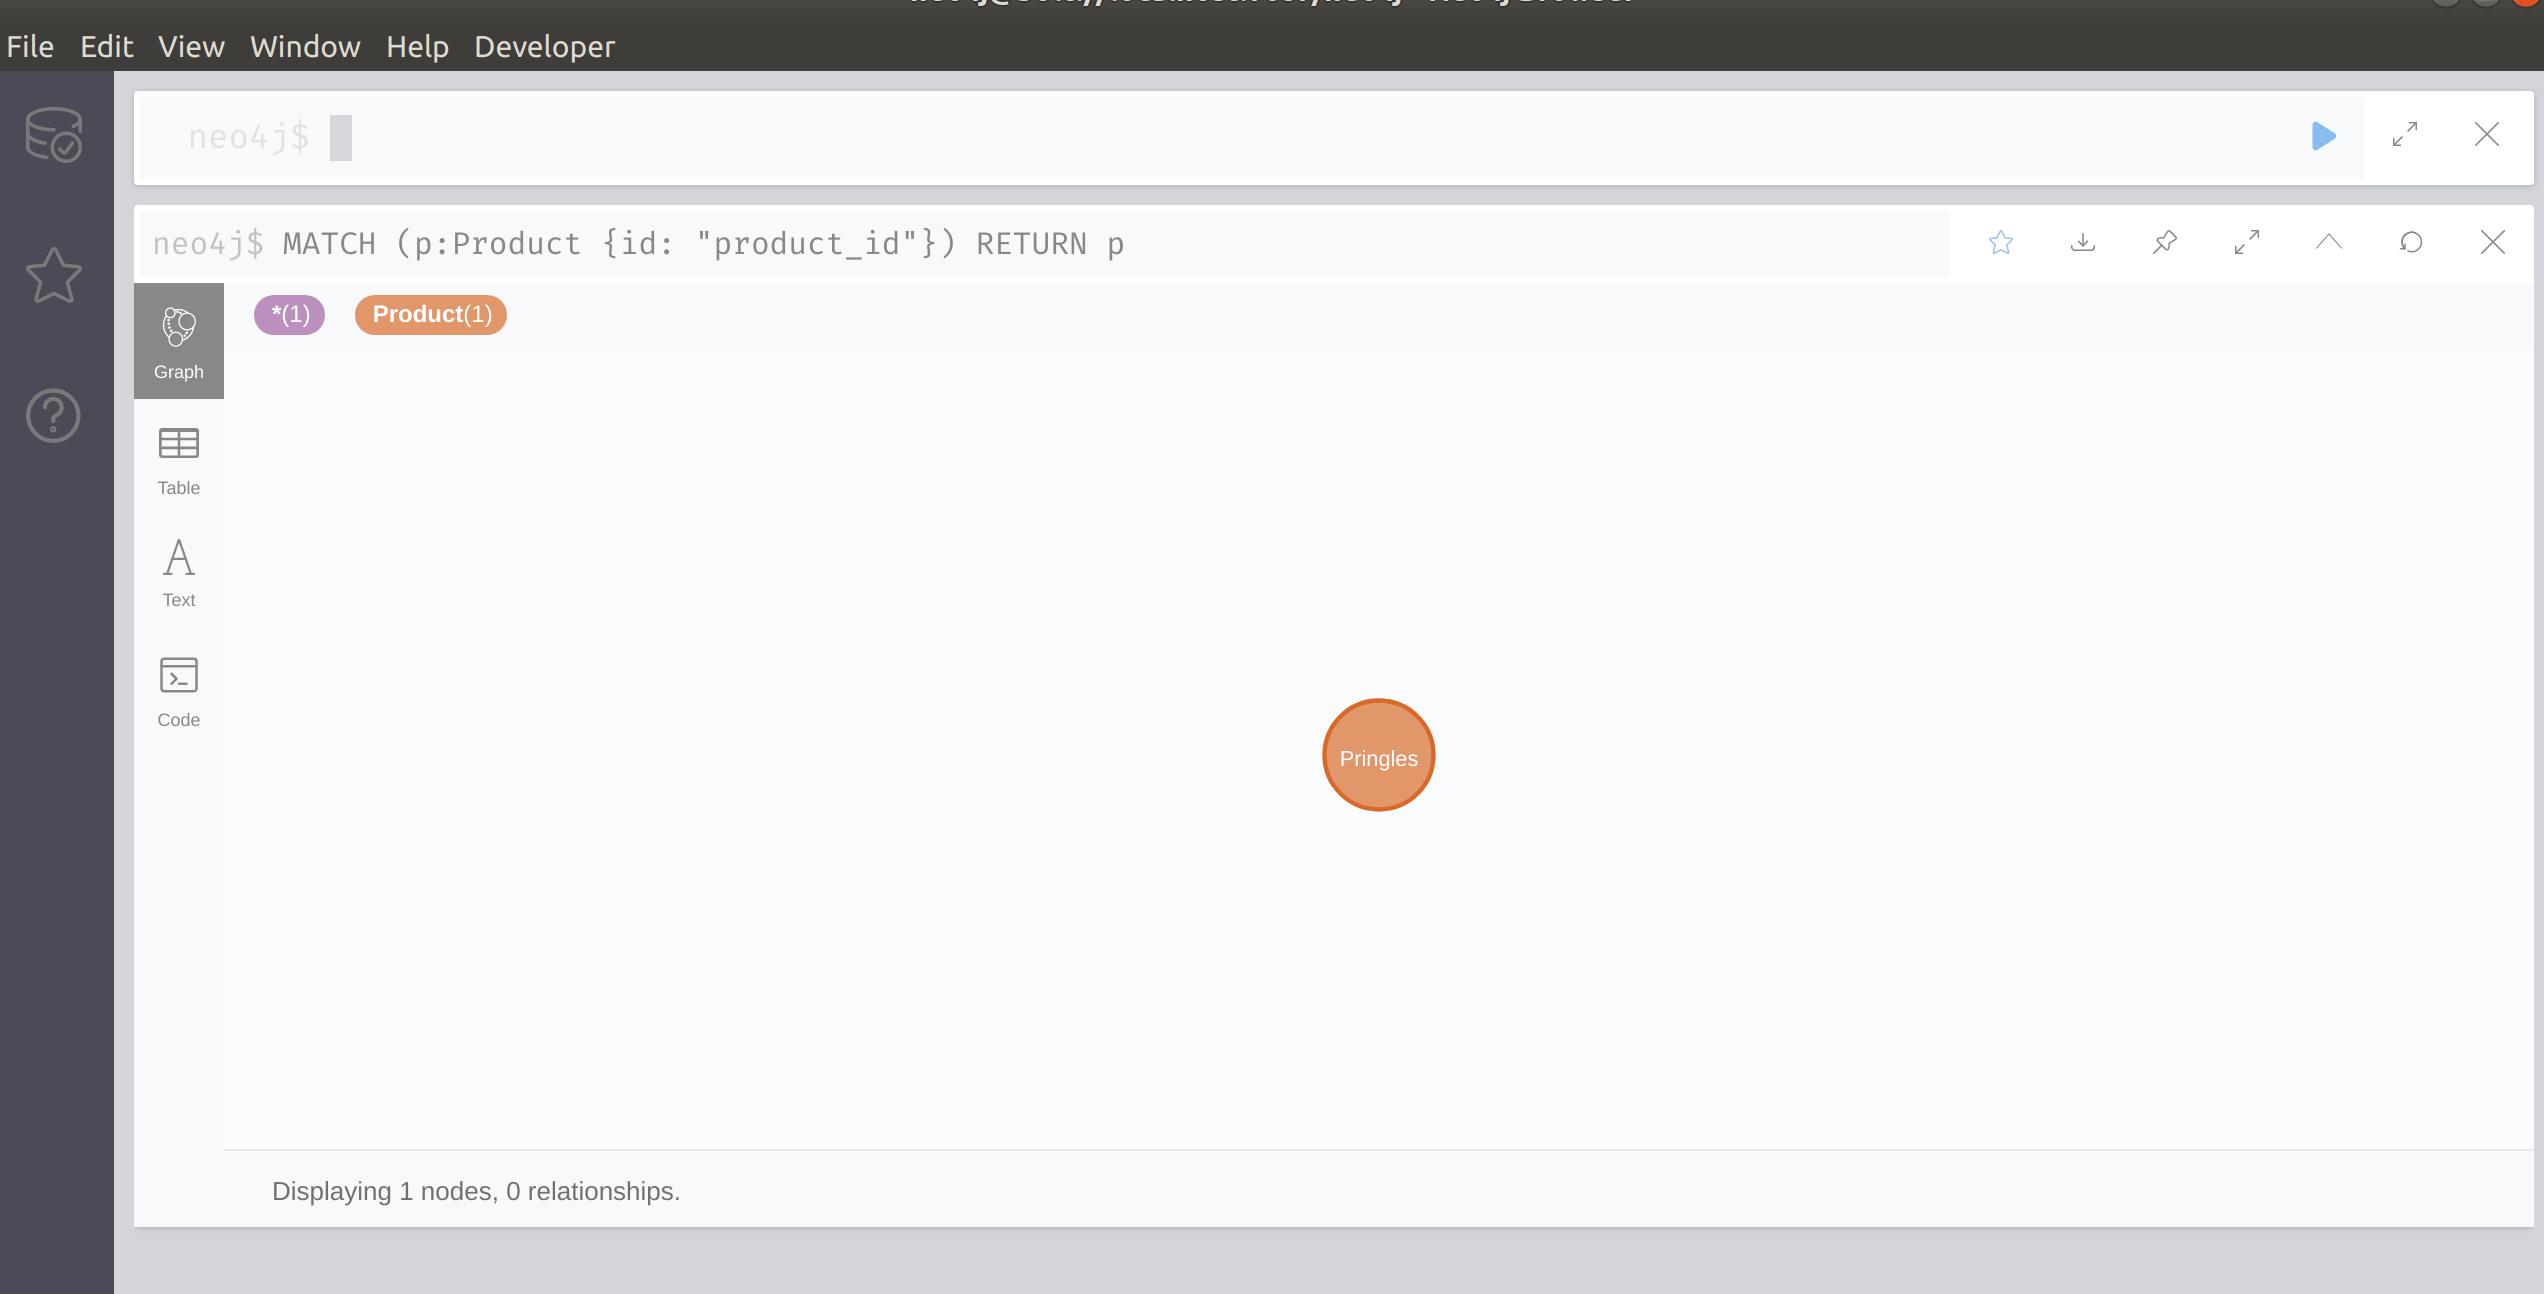 File Edit View Window Help Developer
neo4j$
neo4j$ MATCH (p:Product {id: "product_id"}) RETURN p
*(1) Product(1)
Graph
Table
Text
Code
Pringles
Displaying 1 nodes, 0 relationships.